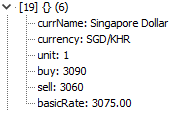 [19] {} (6)
currName: Singapore Dollar
currency: SGD/KHR
unit: 1
buy: 3090
sell: 3060
basicRate: 3075.00